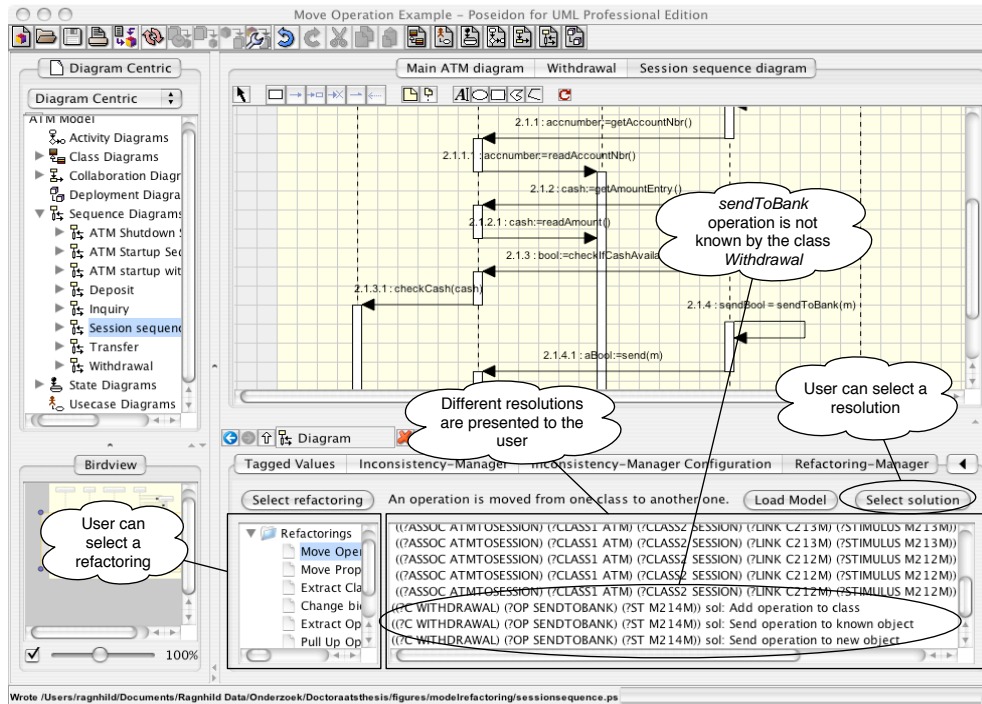 Move Operation Example – Poseidon for UML Professional Edition
Diagram Centric
Diagram Centric
ATM Model
Activity Diagrams
Class Diagrams
Collaboration Diagr
Deployment Diagra
Sequence Diagrams
ATM Shutdown S
ATM Startup Sec
ATM startup wit
Deposit
Inquiry
Session sequenc
Transfer
Withdrawal
State Diagrams
Usecase Diagrams
Main ATM diagram Withdrawal Session sequence diagram
2.1.1 : accnumber:=getAccountNbr()
2.1.1.1 : accnumber:=readAccountNbr()
2.1.2 : cash:=getAmountEntry()
2.1.2.1 : cash:=readAmount()
2.1.3 : bool:=checkIfCashAvaila
2.1.3.1 : checkCash(cash)
2.1.4 : sendBool = sendToBank(m)
2.1.4.1 : aBool:=send(m)
sendToBank
operation is not
known by the class
Withdrawal
Different resolutions
are presented to the
user
User can select a
resolution
Diagram
Birdview
User can
select a
refactoring
100%
Tagged Values Inconsistency-Manager Inconsistency-Manager Configuration Refactoring-Manager
Select refactoring An operation is moved from one class to another one. Load Model Select solution
Refactorings
Move Oper
Move Prop
Extract Cla
Change bi
Extract Op
Pull Up Op
((?ASSOC ATMTOSESSION) (?CLASS1 ATM) (?CLASS2 SESSION) (?LINK C213M) (?STIMULUS M213M))
((?ASSOC ATMTOSESSION) (?CLASS1 ATM) (?CLASS2 SESSION) (?LINK C213M) (?STIMULUS M213M))
((?ASSOC ATMTOSESSION) (?CLASS1 ATM) (?CLASS2 SESSION) (?LINK C212M) (?STIMULUS M212M))
((?ASSOC ATMTOSESSION) (?CLASS1 ATM) (?CLASS2 SESSION) (?LINK C212M) (?STIMULUS M212M))
((?ASSOC ATMTOSESSION) (?CLASS1 ATM) (?CLASS2 SESSION) (?LINK C212M) (?STIMULUS M212M))
((?C WITHDRAWAL) (?OP SENDTOBANK) (?ST M214M)) sol: Add operation to class
((?C WITHDRAWAL) (?OP SENDTOBANK) (?ST M214M)) sol: Send operation to known object
((?C WITHDRAWAL) (?OP SENDTOBANK) (?ST M214M)) sol: Send operation to new object
Wrote /Users/ragnhild/Documents/Ragnhild Data/Onderzoek/Doctoraatsthesis/figures/modelrefactoring/sessionsequence.ps